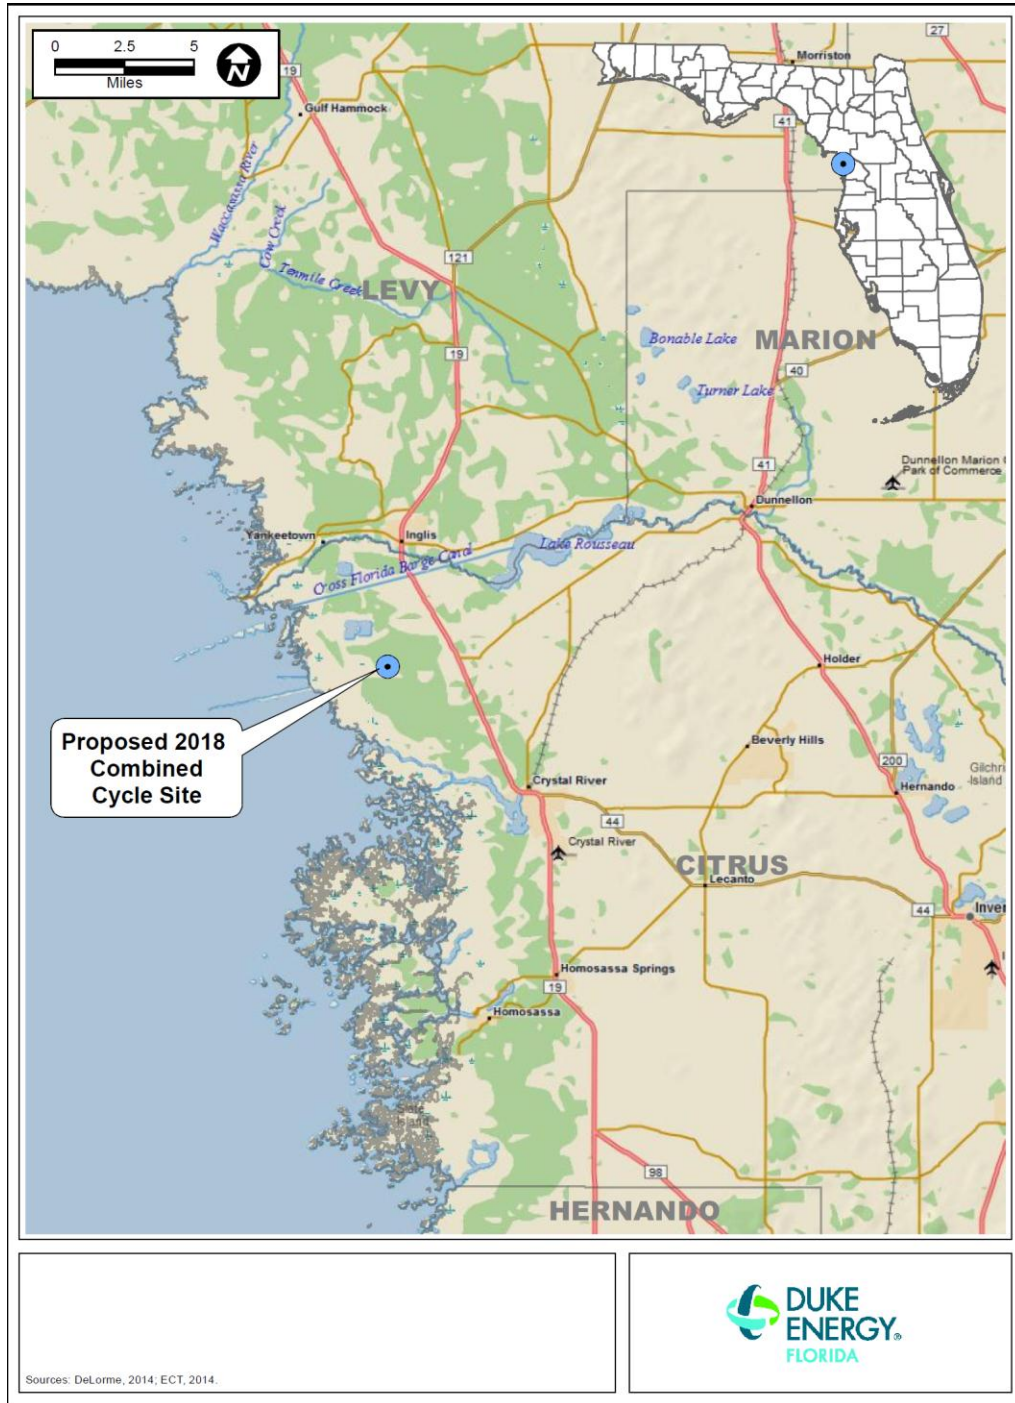 0 2.5 5
Miles
N
27
19
Morriston
Gulf Hammock
41
Waccasassa River
Cow Creek
Tenmile Creek
121
LEVY
19
Bonable Lake
MARION
40
Turner Lake
41
Dunnellon Marion
Park of Commerce
Dunnellon
Yankeetown
Inglis
Lake Rousseau
Cross Florida Barge Canal
Holder
Proposed 2018
Combined
Cycle Site
Beverly Hills
200
Crystal River
Hernando
Island
44
Crystal River
CITRUS
Lecanto
44
Inver
Homosassa Springs
19
Homosassa
98
HERNANDO
Sources: DeLorme, 2014; ECT, 2014.
DUKE
ENERGY®
FLORIDA